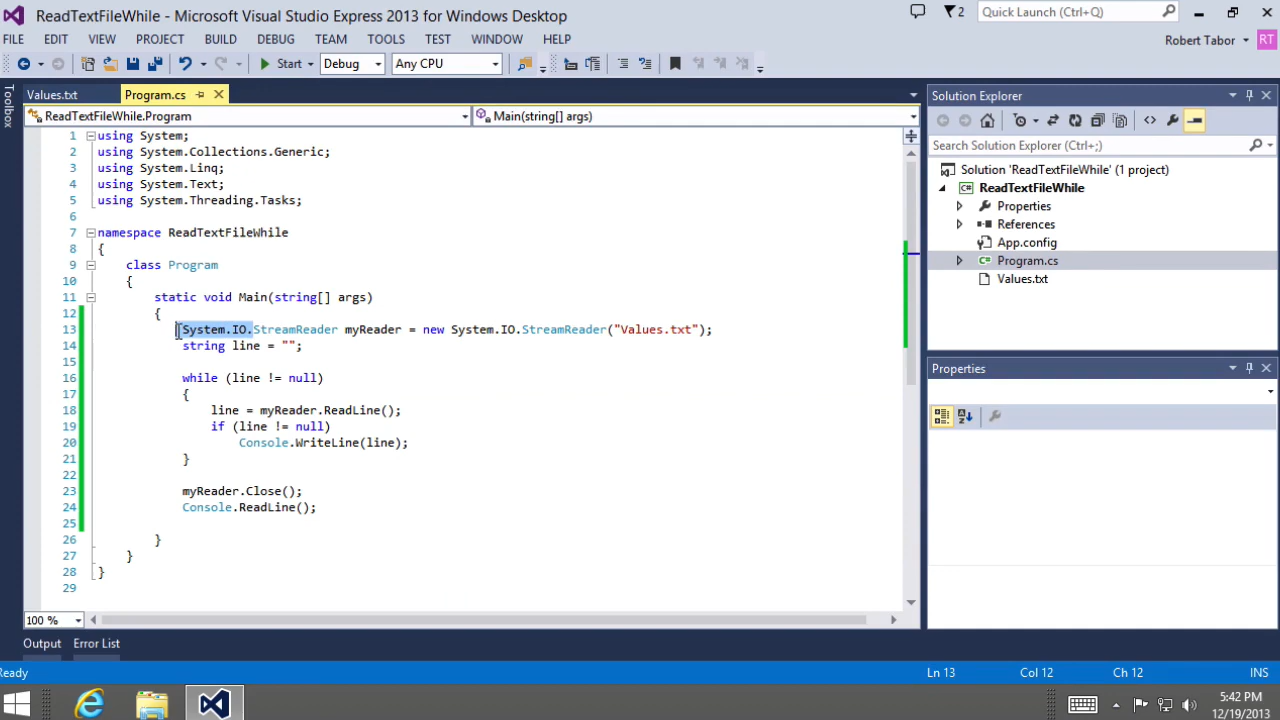 ReadTextFileWhile - Microsoft Visual Studio Express 2013 for Windows Desktop
2
Quick Launch (Ctrl+Q)
FILE EDIT VIEW PROJECT BUILD DEBUG TEAM TOOLS TEST WINDOW HELP
Robert Tabor
RT
Start Debug Any CPU
Toolbox
Values.txt Program.cs
ReadTextFileWhile.Program Main(string[] args)
1 using System;
2 using System.Collections.Generic;
3 using System.Linq;
4 using System.Text;
5 using System.Threading.Tasks;
6
7 namespace ReadTextFileWhile
8 {
9 class Program
10 {
11 static void Main(string[] args)
12 {
13 System.IO.StreamReader myReader = new System.IO.StreamReader("Values.txt");
14 string line = "";
15
16 while (line != null)
17 {
18 line = myReader.ReadLine();
19 if (line != null)
20 Console.WriteLine(line);
21 }
22
23 myReader.Close();
24 Console.ReadLine();
25
26 }
27 }
28 }
29
100 %
Solution Explorer
Search Solution Explorer (Ctrl+;)
Solution 'ReadTextFileWhile' (1 project)
C# ReadTextFileWhile
Properties
References
App.config
C# Program.cs
Values.txt
Properties
Output Error List
Ready
Ln 13 Col 12 Ch 12 INS
5:42 PM
12/19/2013